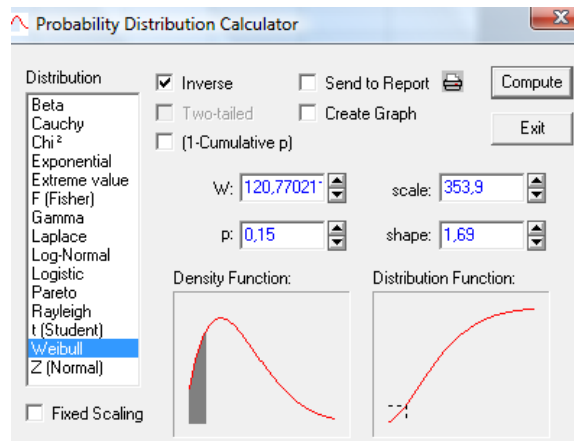 Probability Distribution Calculator
Distribution
Beta
Cauchy
Chi²
Exponential
Extreme value
F (Fisher)
Gamma
Laplace
Log-Normal
Logistic
Pareto
Rayleigh
t (Student)
Weibull
Z (Normal)
Fixed Scaling
Inverse
Send to Report
Two-tailed
Create Graph
(1-Cumulative p)
Compute
Exit
W: 120,77021
scale: 353,9
p: 0,15
shape: 1,69
Density Function:
Distribution Function: